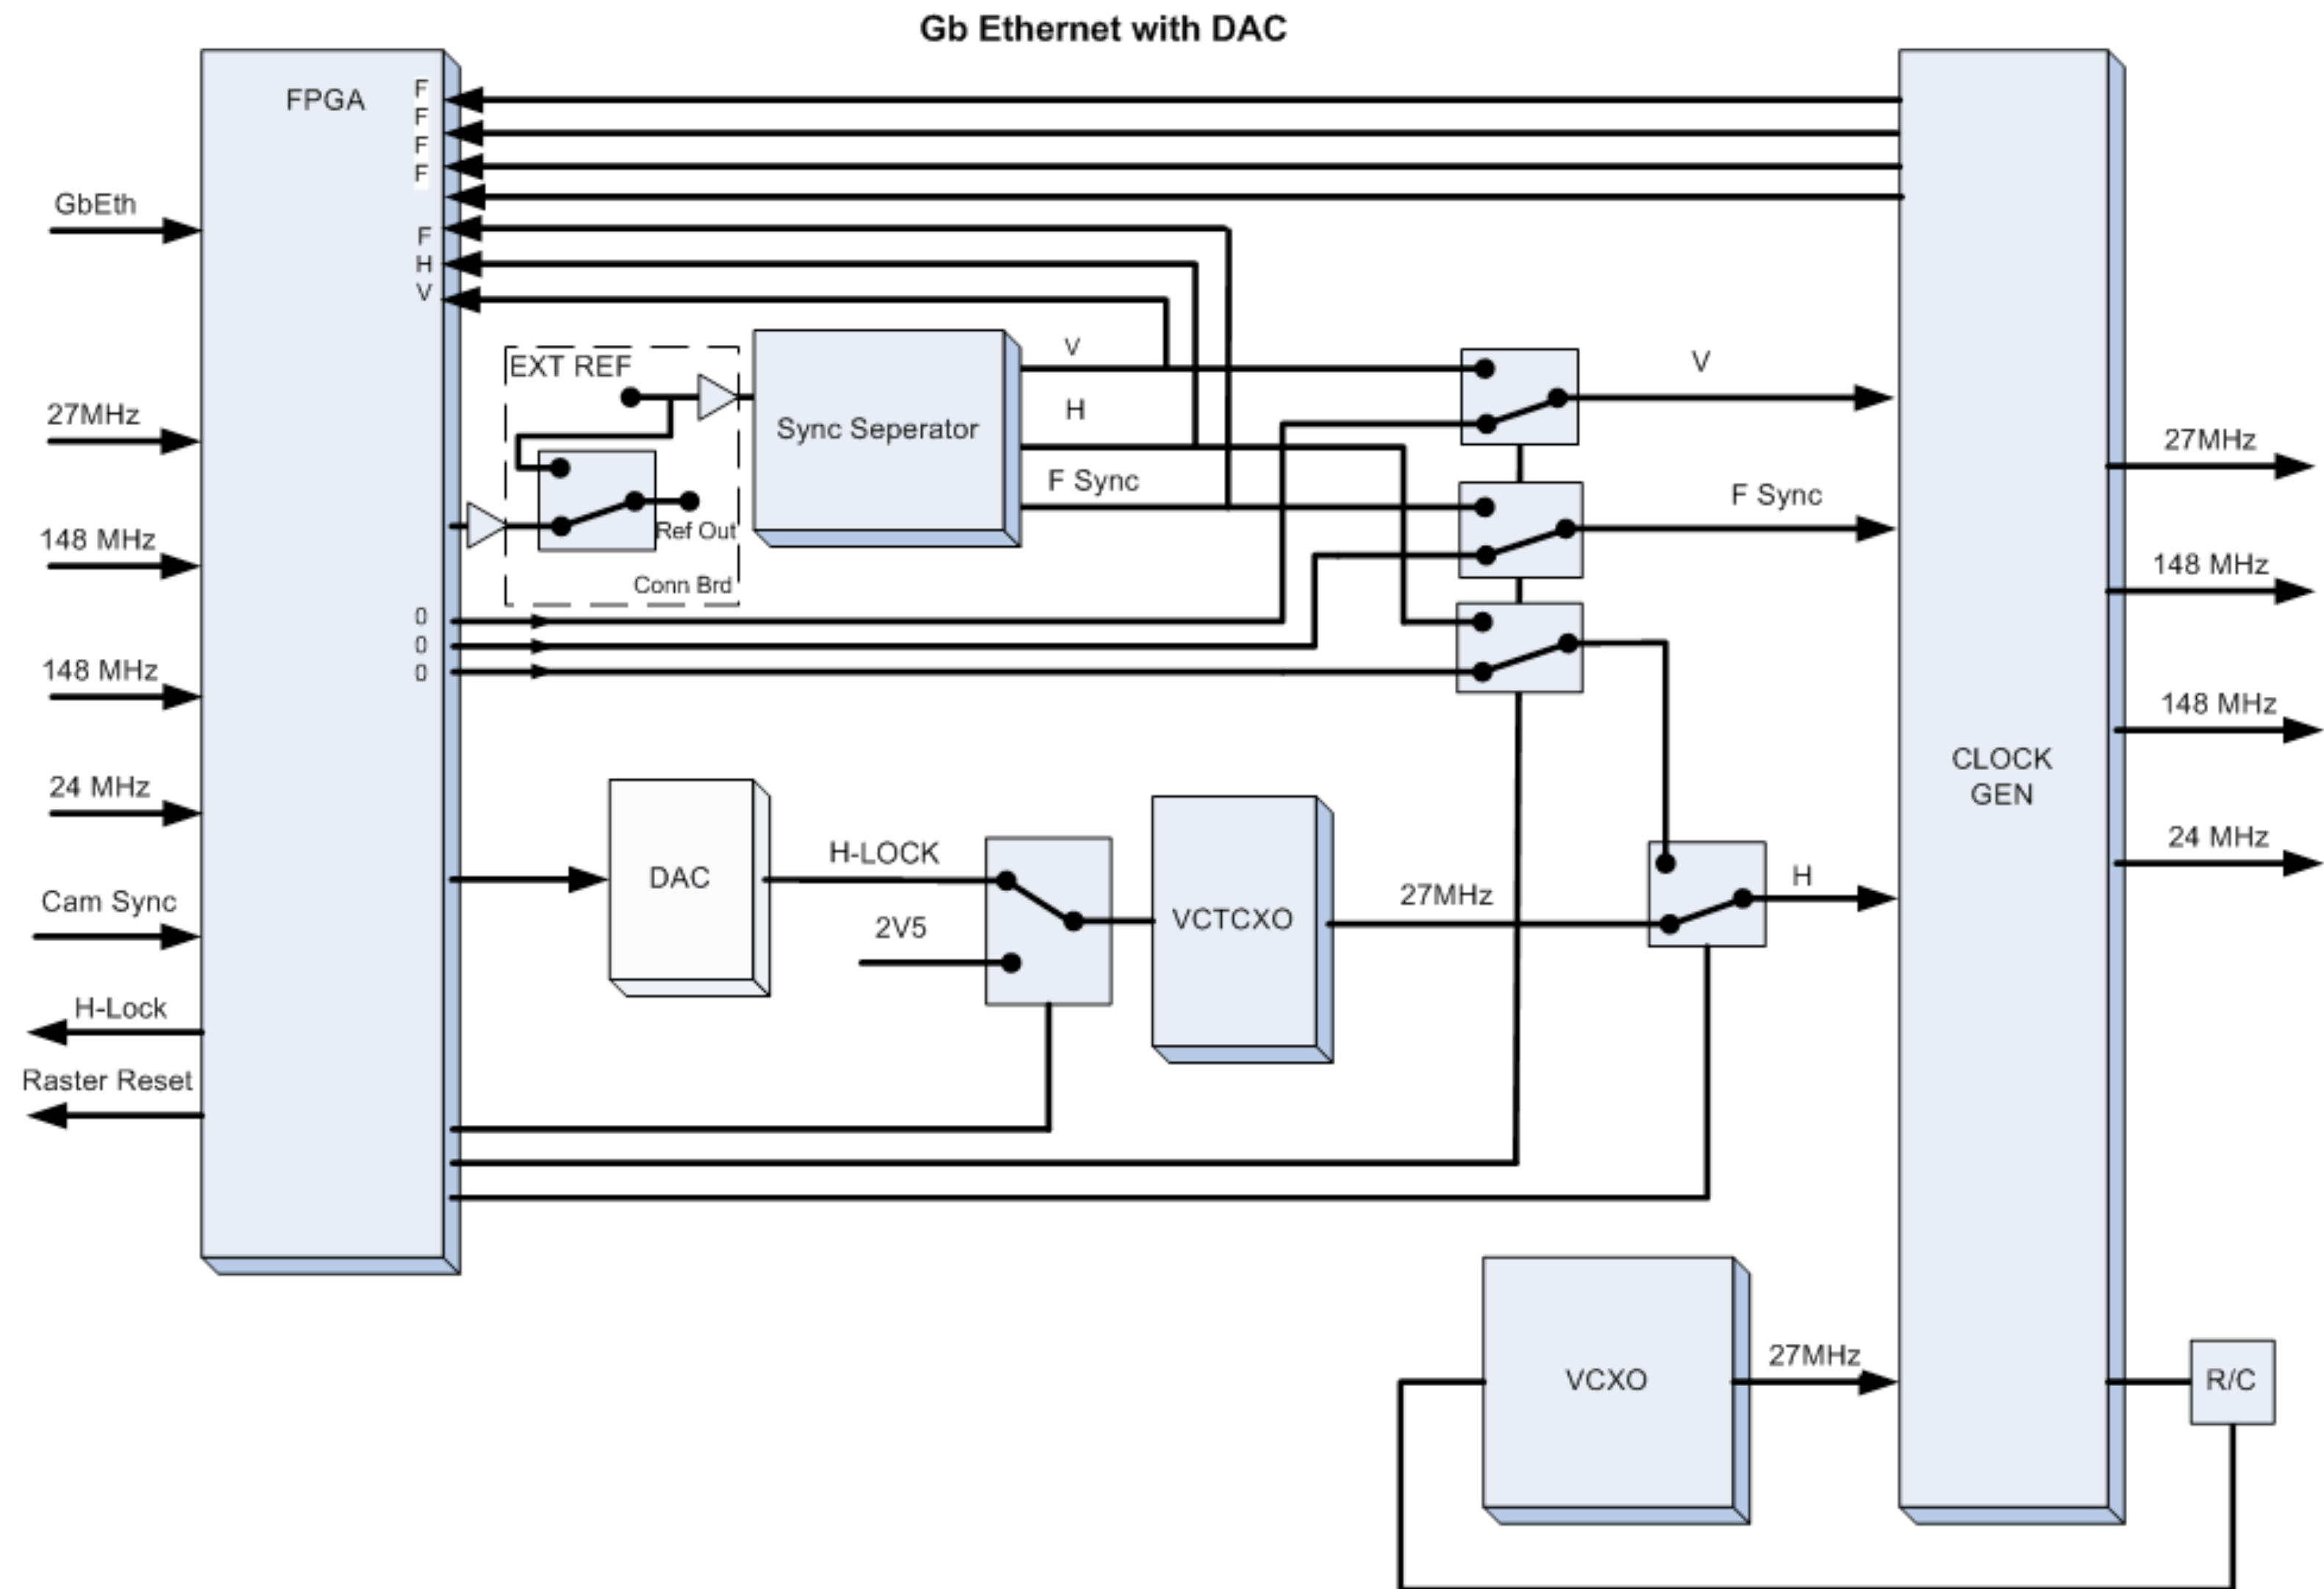 Gb Ethernet with DAC
FPGA
F
F
F
F
F
H
V
GbEth
27MHz
148 MHz
148 MHz
24 MHz
Cam Sync
H-Lock
Raster Reset
EXT REF
Ref Out
Conn Brd
Sync Seperator
V
H
F Sync
0
0
0
V
F Sync
DAC
H-LOCK
2V5
VCTCXO
27MHz
H
CLOCK
GEN
27MHz
148 MHz
148 MHz
24 MHz
VCXO
27MHz
R/C